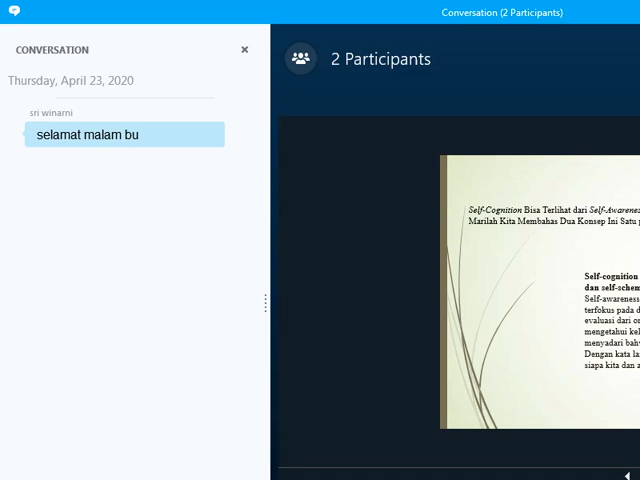 Conversation (2 Participants)
CONVERSATION
Thursday, April 23, 2020
sri winarni
selamat malam bu
2 Participants
Self-Cognition Bisa Terlihat dari Self-Awarenes
Marilah Kita Membahas Dua Konsep Ini Satu p
Self-cognition
dan self-schem
Self-awareness
terfokus pada d
evaluasi dari or
mengetahui kel
menyadari bahw
Dengan kata la
siapa kita dan a